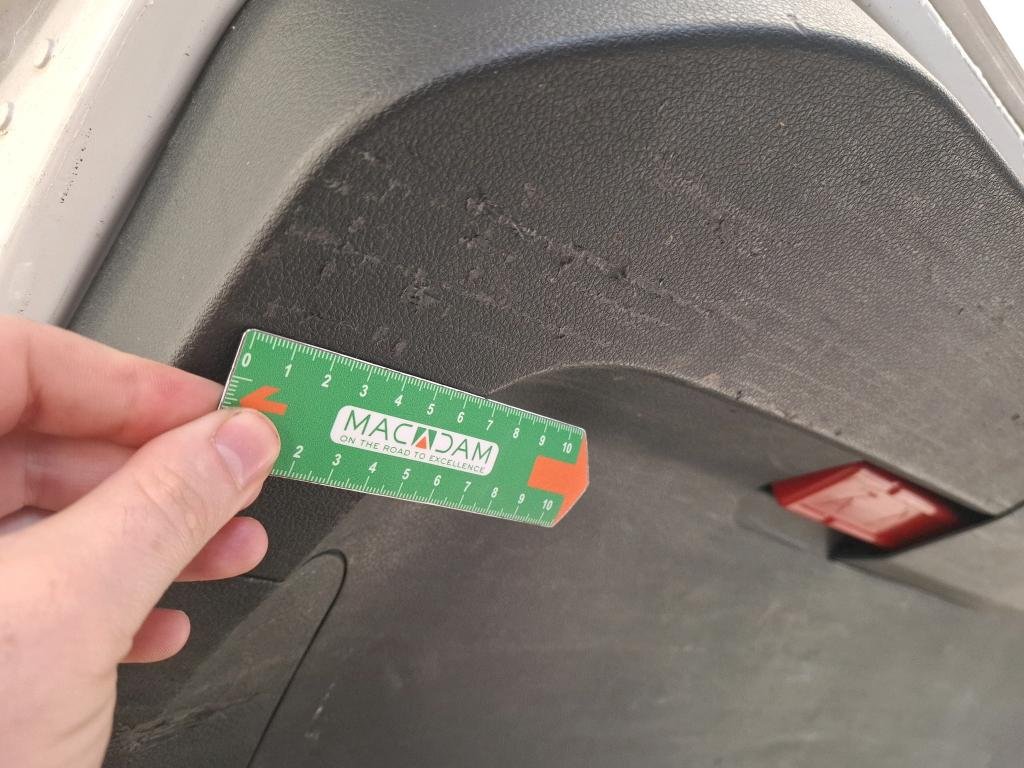 0 1 2 3 4 5 6 7 8 9 10
MACADAM
ON THE ROAD TO EXCELLENCE
2 3 4 5 6 7 8 9 10